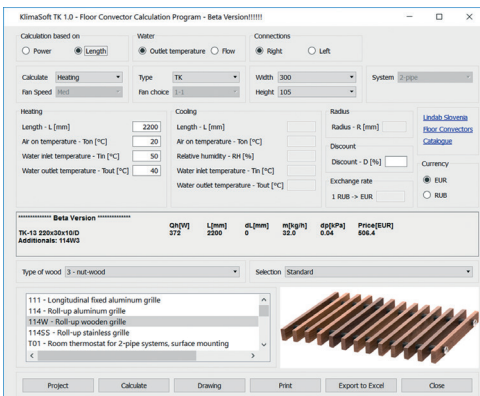 KlimaSoft TK 1.0 - Floor Convector Calculation Program - Beta Version!!!!!!
Calculation based on
Power Length
Water
Outlet temperature Flow
Connections
Right Left
Calculate Heating Type TK Width 300 System 2-pipe
Fan Speed Med Fan choice 1-1 Height 105
Heating
Length - L [mm] 2200
Air on temperature - Ton [ºC] 20
Water inlet temperature - Tin [ºC] 50
Water outlet temperature - Tout [ºC] 40
Cooling
Length - L [mm]
Air on temperature - Ton [ºC]
Relative humidity - RH [%]
Water inlet temperature - Tin [ºC]
Water outlet temperature - Tout [ºC]
Radius
Radius - R [mm]
Discount
Discount - D [%]
Exchange rate
1 RUB -> EUR
Lindab Slovenia
Floor Convectors
Catalogue
Currency
EUR
RUB
************** Beta Version **************
Qh[W] L[mm] dL[mm] m[kg/h] dp[kPa] Price[EUR]
TK-13 220x30x10/D 372 2200 0 32.0 0.04 506.4
Additionals: 114W3
Type of wood 3 - nut-wood Selection Standard
111 - Longitudinal fixed aluminum grille
114 - Roll-up aluminum grille
114W - Roll-up wooden grille
114SS - Roll-up stainless grille
T01 - Room thermostat for 2-pipe systems, surface mounting
Project Calculate Drawing Print Export to Excel Close